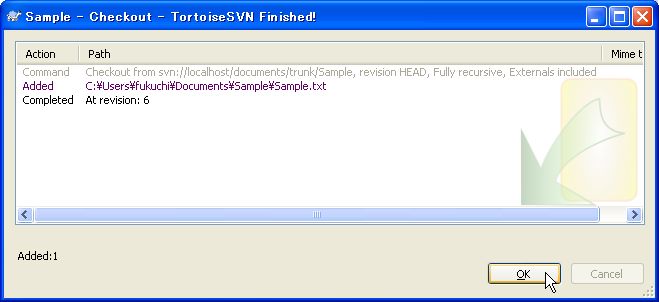 Sample - Checkout - TortoiseSVN Finished!
Action Path Mime t
Command Checkout from svn://localhost/documents/trunk/Sample, revision HEAD, Fully recursive, Externals included
Added C:¥Users¥fukuchi¥Documents¥Sample¥Sample.txt
Completed At revision: 6
Added:1
OK Cancel